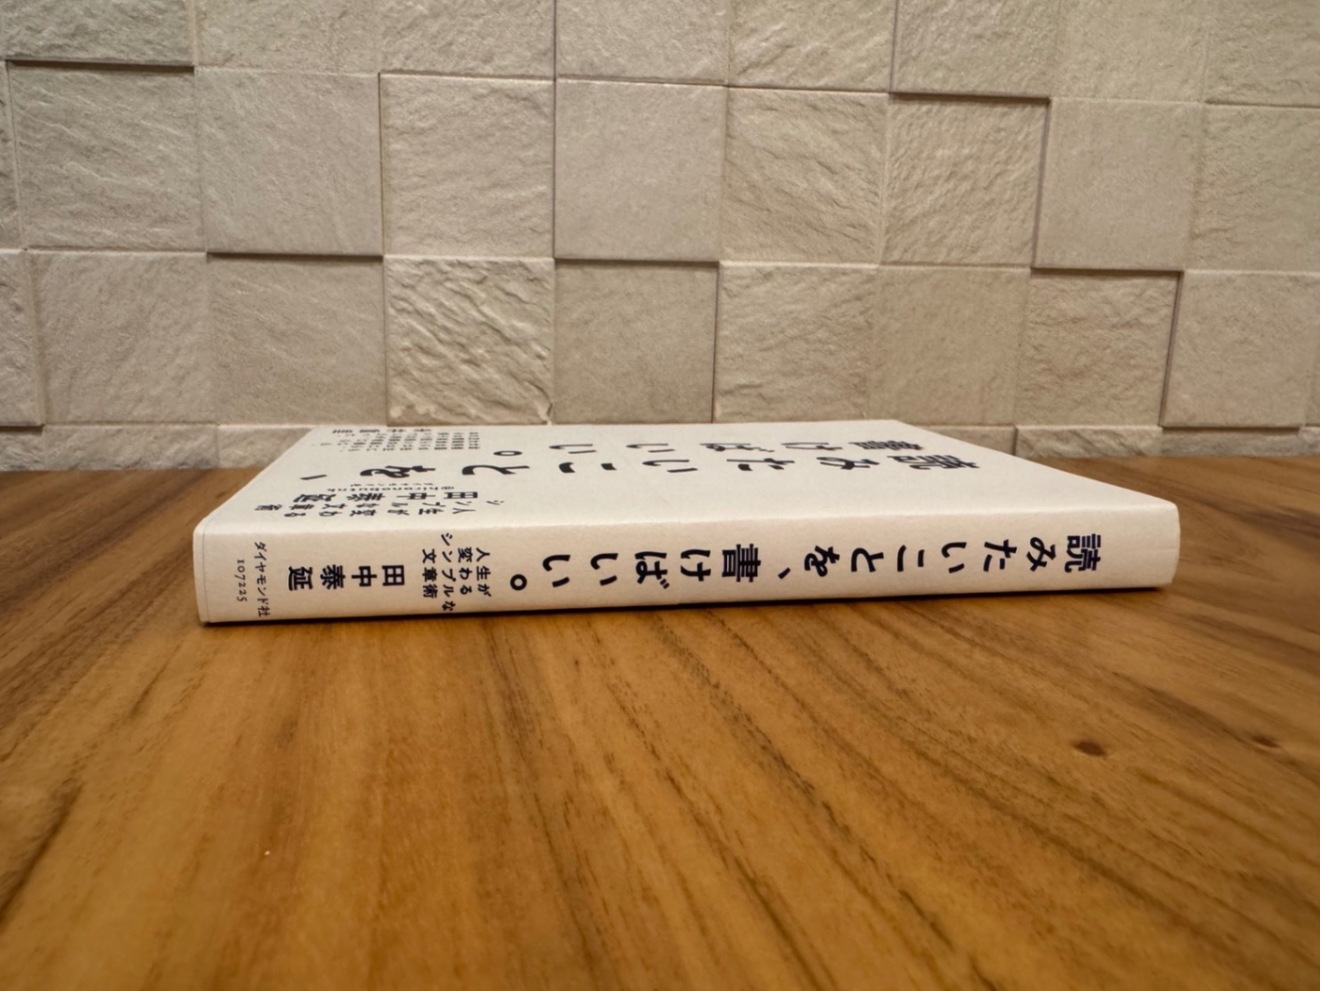 読みたいことを、書けばいい。
人生が変わる
シンプルな文章術
田中泰延
ダイヤモンド社
107225
読みたい
ことを、
書けば
いい。
人生が変わる
シンプルな文章術
田中泰延
@hironobutnk